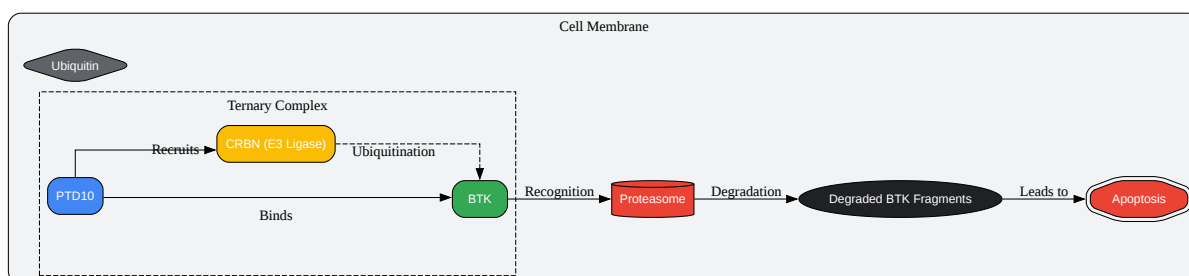 Cell Membrane
Ubiquitin
Ternary Complex
CRBN (E3 Ligase)
Recruits
Ubiquitination
PTD10
Binds
BTK
Recognition
Proteasome
Degradation
Degraded BTK Fragments
Leads to
Apoptosis